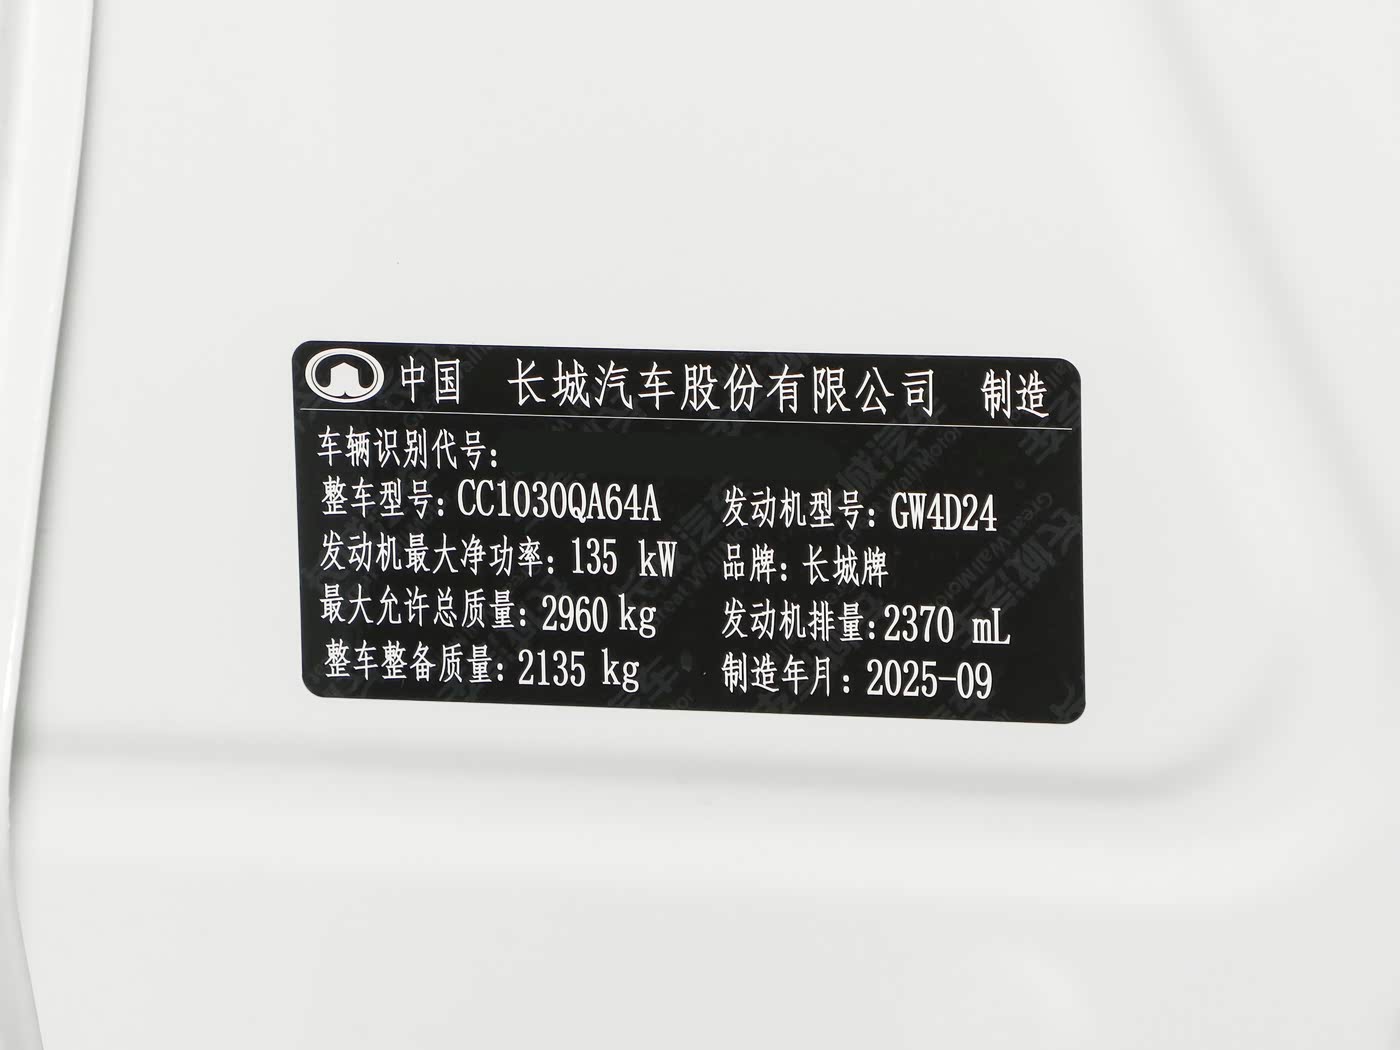 中国 长城汽车股份有限公司 制造
车辆识别代号:
整车型号: CC1030QA64A 发动机型号: GW4D24
发动机最大净功率: 135 kW 品牌: 长城牌
最大允许总质量: 2960 kg 发动机排量: 2370 mL
整车整备质量: 2135 kg 制造年月: 2025-09